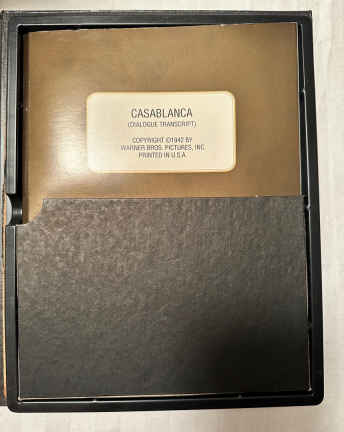 CASABLANCA
(DIALOGUE TRANSCRIPT)
COPYRIGHT ©1942 BY
WARNER BROS. PICTURES, INC
PRINTED IN U.S.A